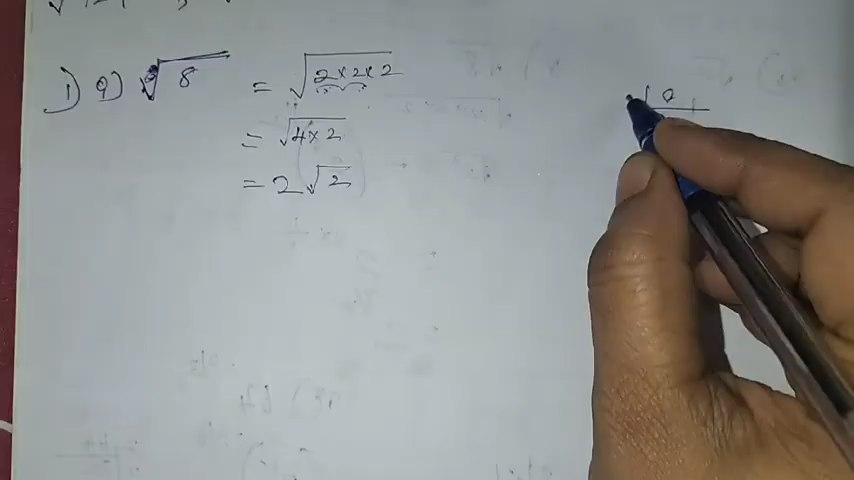 1) a) √8 = √2×2×2
= √4×2
= 2√2